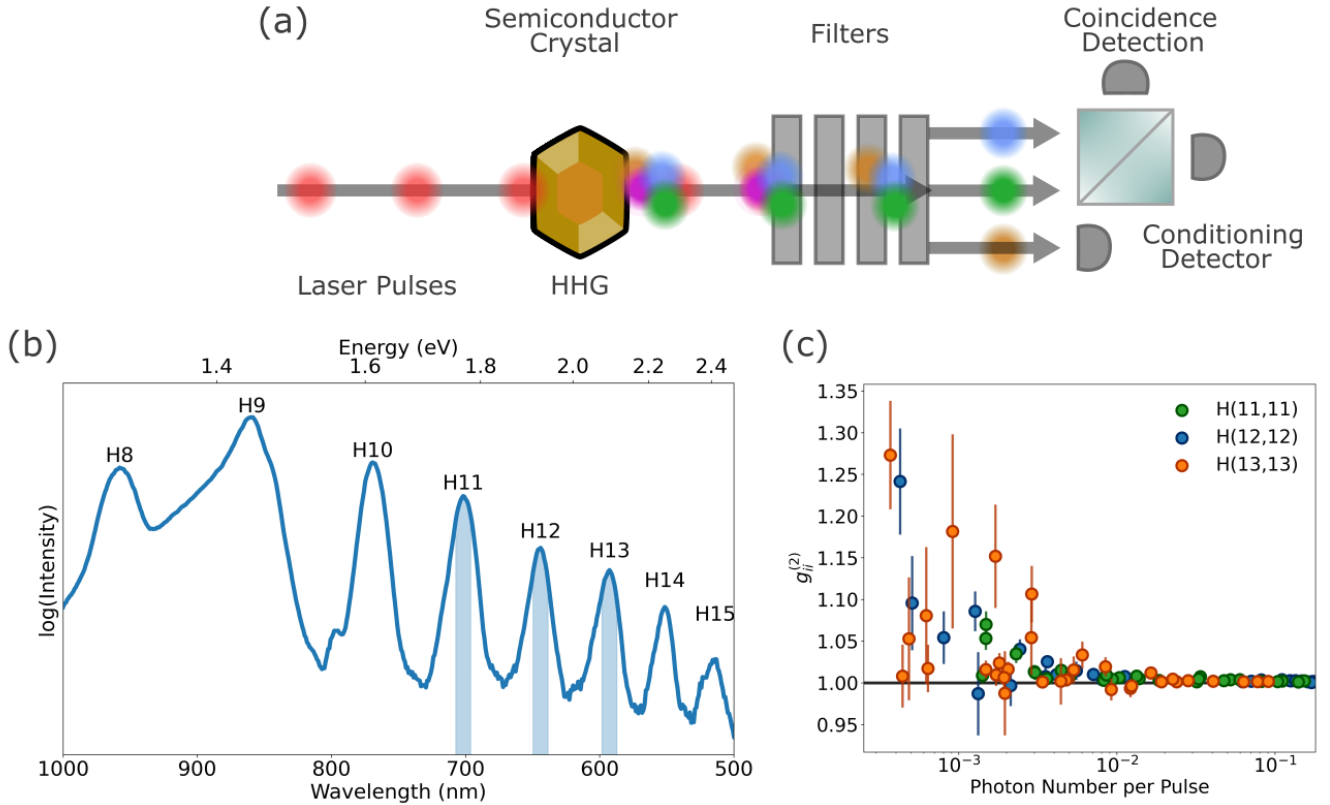 (a)
Semiconductor
Crystal
Filters
Coincidence
Detection
Laser Pulses
HHG
Conditioning
Detector
(b)
Energy (eV)
1.4 1.6 1.8 2.0 2.2 2.4
log(Intensity)
H8
H9
H10
H11
H12
H13
H14
H15
1000 900 800 700 600 500
Wavelength (nm)
(c)
g_{ii}^{(2)}
1.35
1.30
1.25
1.20
1.15
1.10
1.05
1.00
0.95
H(11,11)
H(12,12)
H(13,13)
10^{-3} 10^{-2} 10^{-1}
Photon Number per Pulse